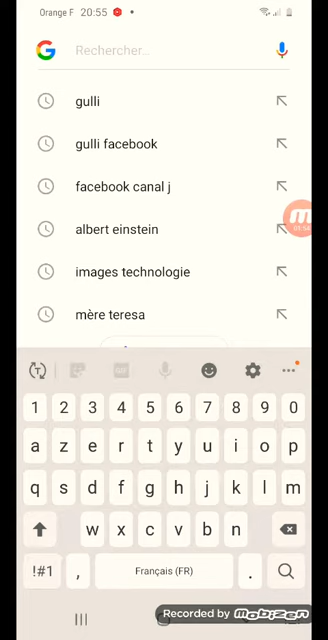 Orange F 20:55
Rechercher...
gulli
gulli facebook
facebook canal j
albert einstein
images technologie
mère teresa
1 2 3 4 5 6 7 8 9 0
a z e r t y u i o p
q s d f g h j k l m
w x c v b n
!#1 , Français (FR) .
Recorded by mobizen